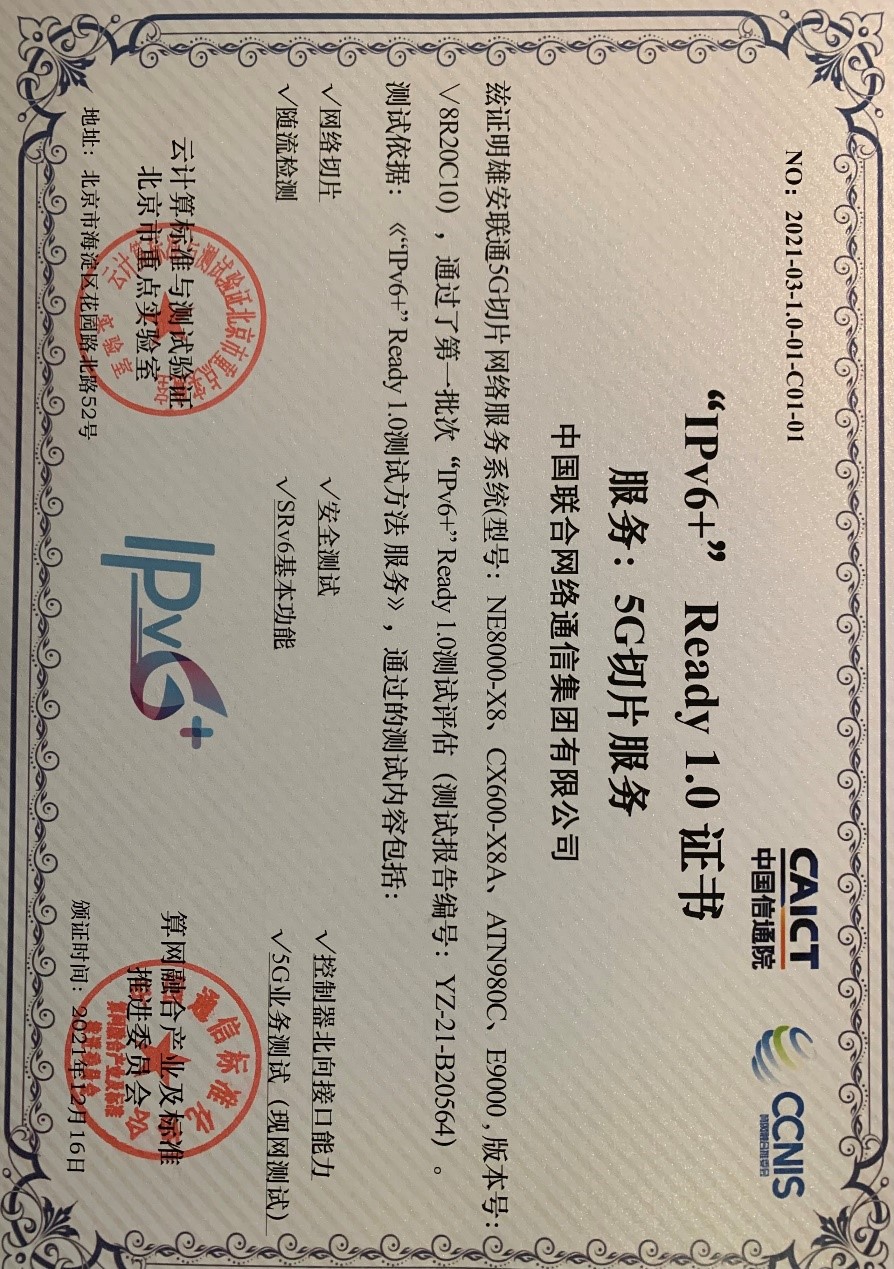 NO：2021-03-1.0-01-C01-01
CAICT
中国信通院
CCNIS
“IPv6+” Ready 1.0 证书
服务：5G切片服务
中国联合网络通信集团有限公司
兹证明雄安联通5G切片网络服务系统(型号：NE8000-X8、CX600-X8A、ATN980C、E9000 , 版本号：
V8R20C10），通过了第一批次“IPv6+” Ready 1.0测试评估（测试报告编号：YZ-21-B20564）。
测试依据：《“IPv6+” Ready 1.0测试方法 服务》，通过的测试内容包括：
√网络切片 √安全测试 √控制器北向接口能力
√随流检测 √SRv6基本功能 √5G业务测试（现网测试）
云计算标准与测试验证
北京市重点实验室
IPv6+
算网融合产业及标准
推进委员会
地址：北京市海淀区花园路北路52号
颁证时间：2021年12月16日